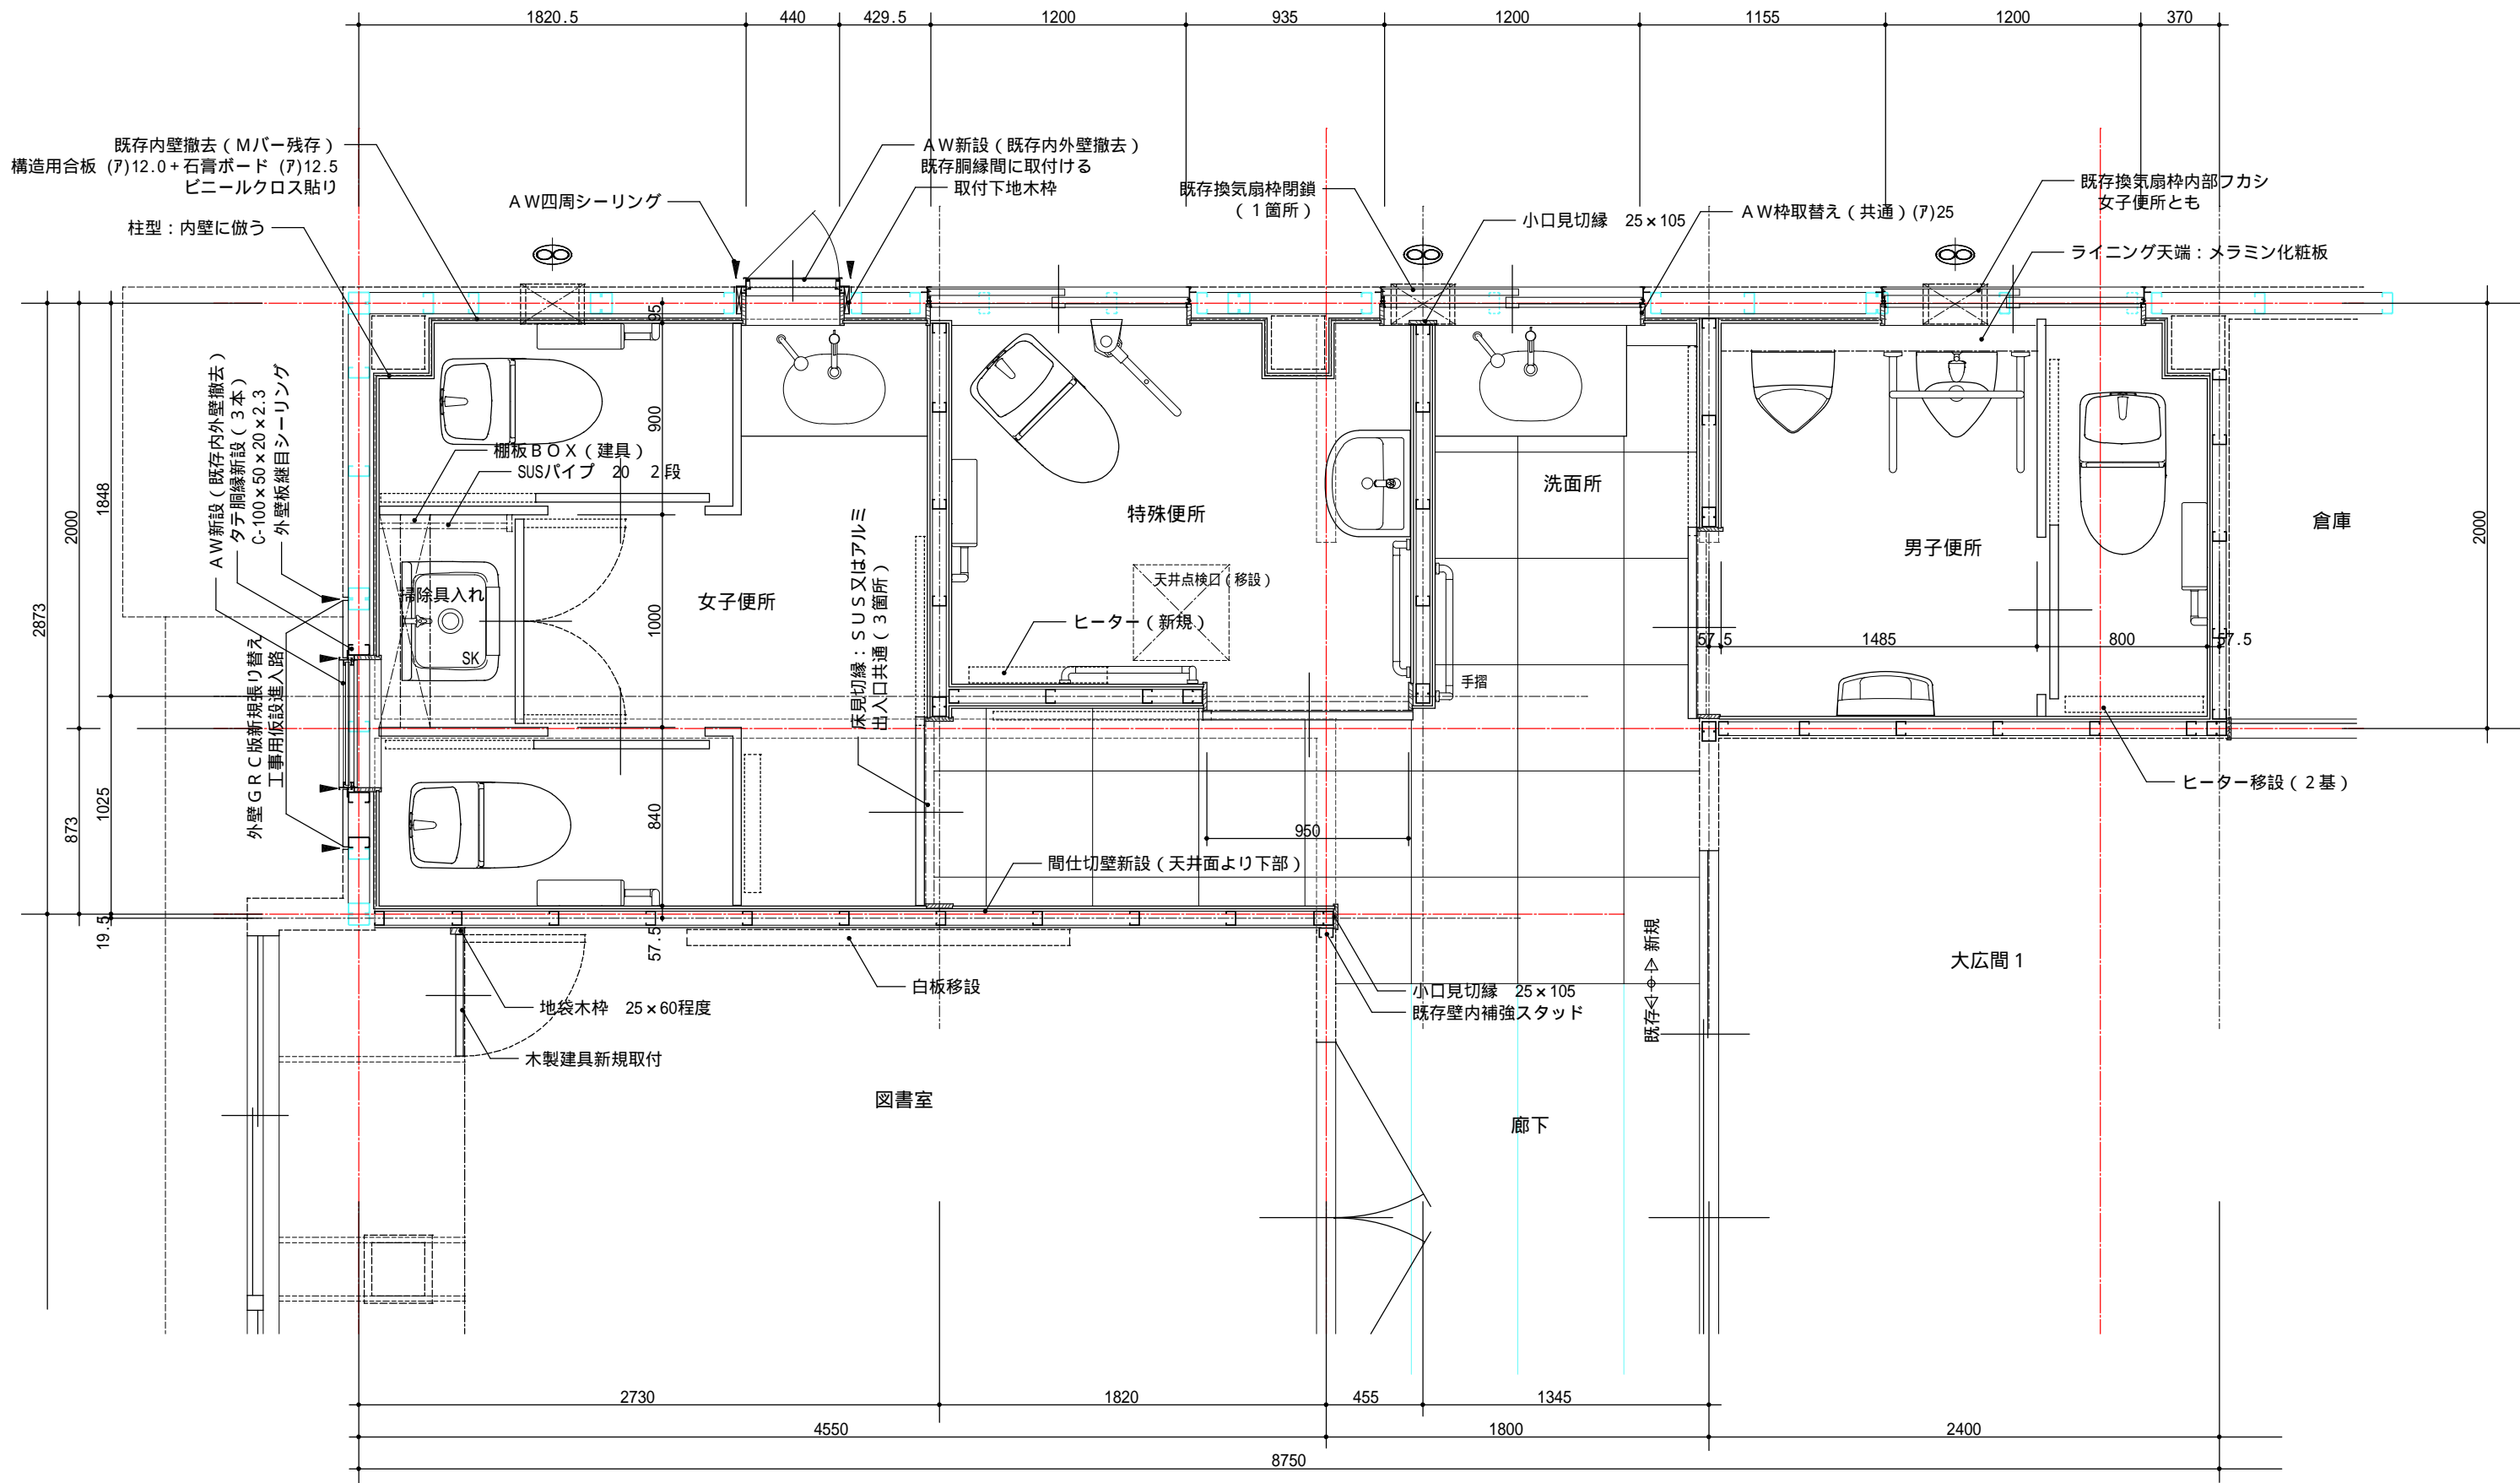 1820.5
440
429.5
1200
935
1200
1155
1200
370
既存内壁撤去（Mバー残存）
構造用合板 (ア)12.0＋石膏ボード (ア)12.5
ビニールクロス貼り
柱型：内壁に倣う
AW四周シーリング
AW新設（既存内外壁撤去）
既存胴縁間に取付ける
取付下地木枠
既存換気扇枠閉鎖
（１箇所）
小口見切縁　25×105
AW枠取替え（共通）(ア)25
既存換気扇枠内部フカシ
女子便所とも
ライニング天端：メラミン化粧板
AW新設（既存内外壁撤去）
タテ胴縁新設（３本）
C-100×50×20×2.3
外壁板継目シーリング
外壁ＧＲＣ版新規張り替え
工事用仮設進入路
2873
2000
873
1848
1025
19.5
95
900
1000
840
57.5
棚板ＢＯＸ（建具）
SUSパイプ　20　２段
掃除具入れ
SK
女子便所
床見切縁：ＳＵＳ又はアルミ
出入口共通（３箇所）
特殊便所
天井点検口（移設）
ヒーター（新規）
洗面所
手摺
男子便所
倉庫
2000
57.5
1485
800
57.5
ヒーター移設（２基）
950
間仕切壁新設（天井面より下部）
白板移設
地袋木枠　25×60程度
木製建具新規取付
小口見切縁　25×105
既存壁内補強スタッド
既存
新規
大広間１
図書室
廊下
2730
1820
455
1345
4550
1800
2400
8750